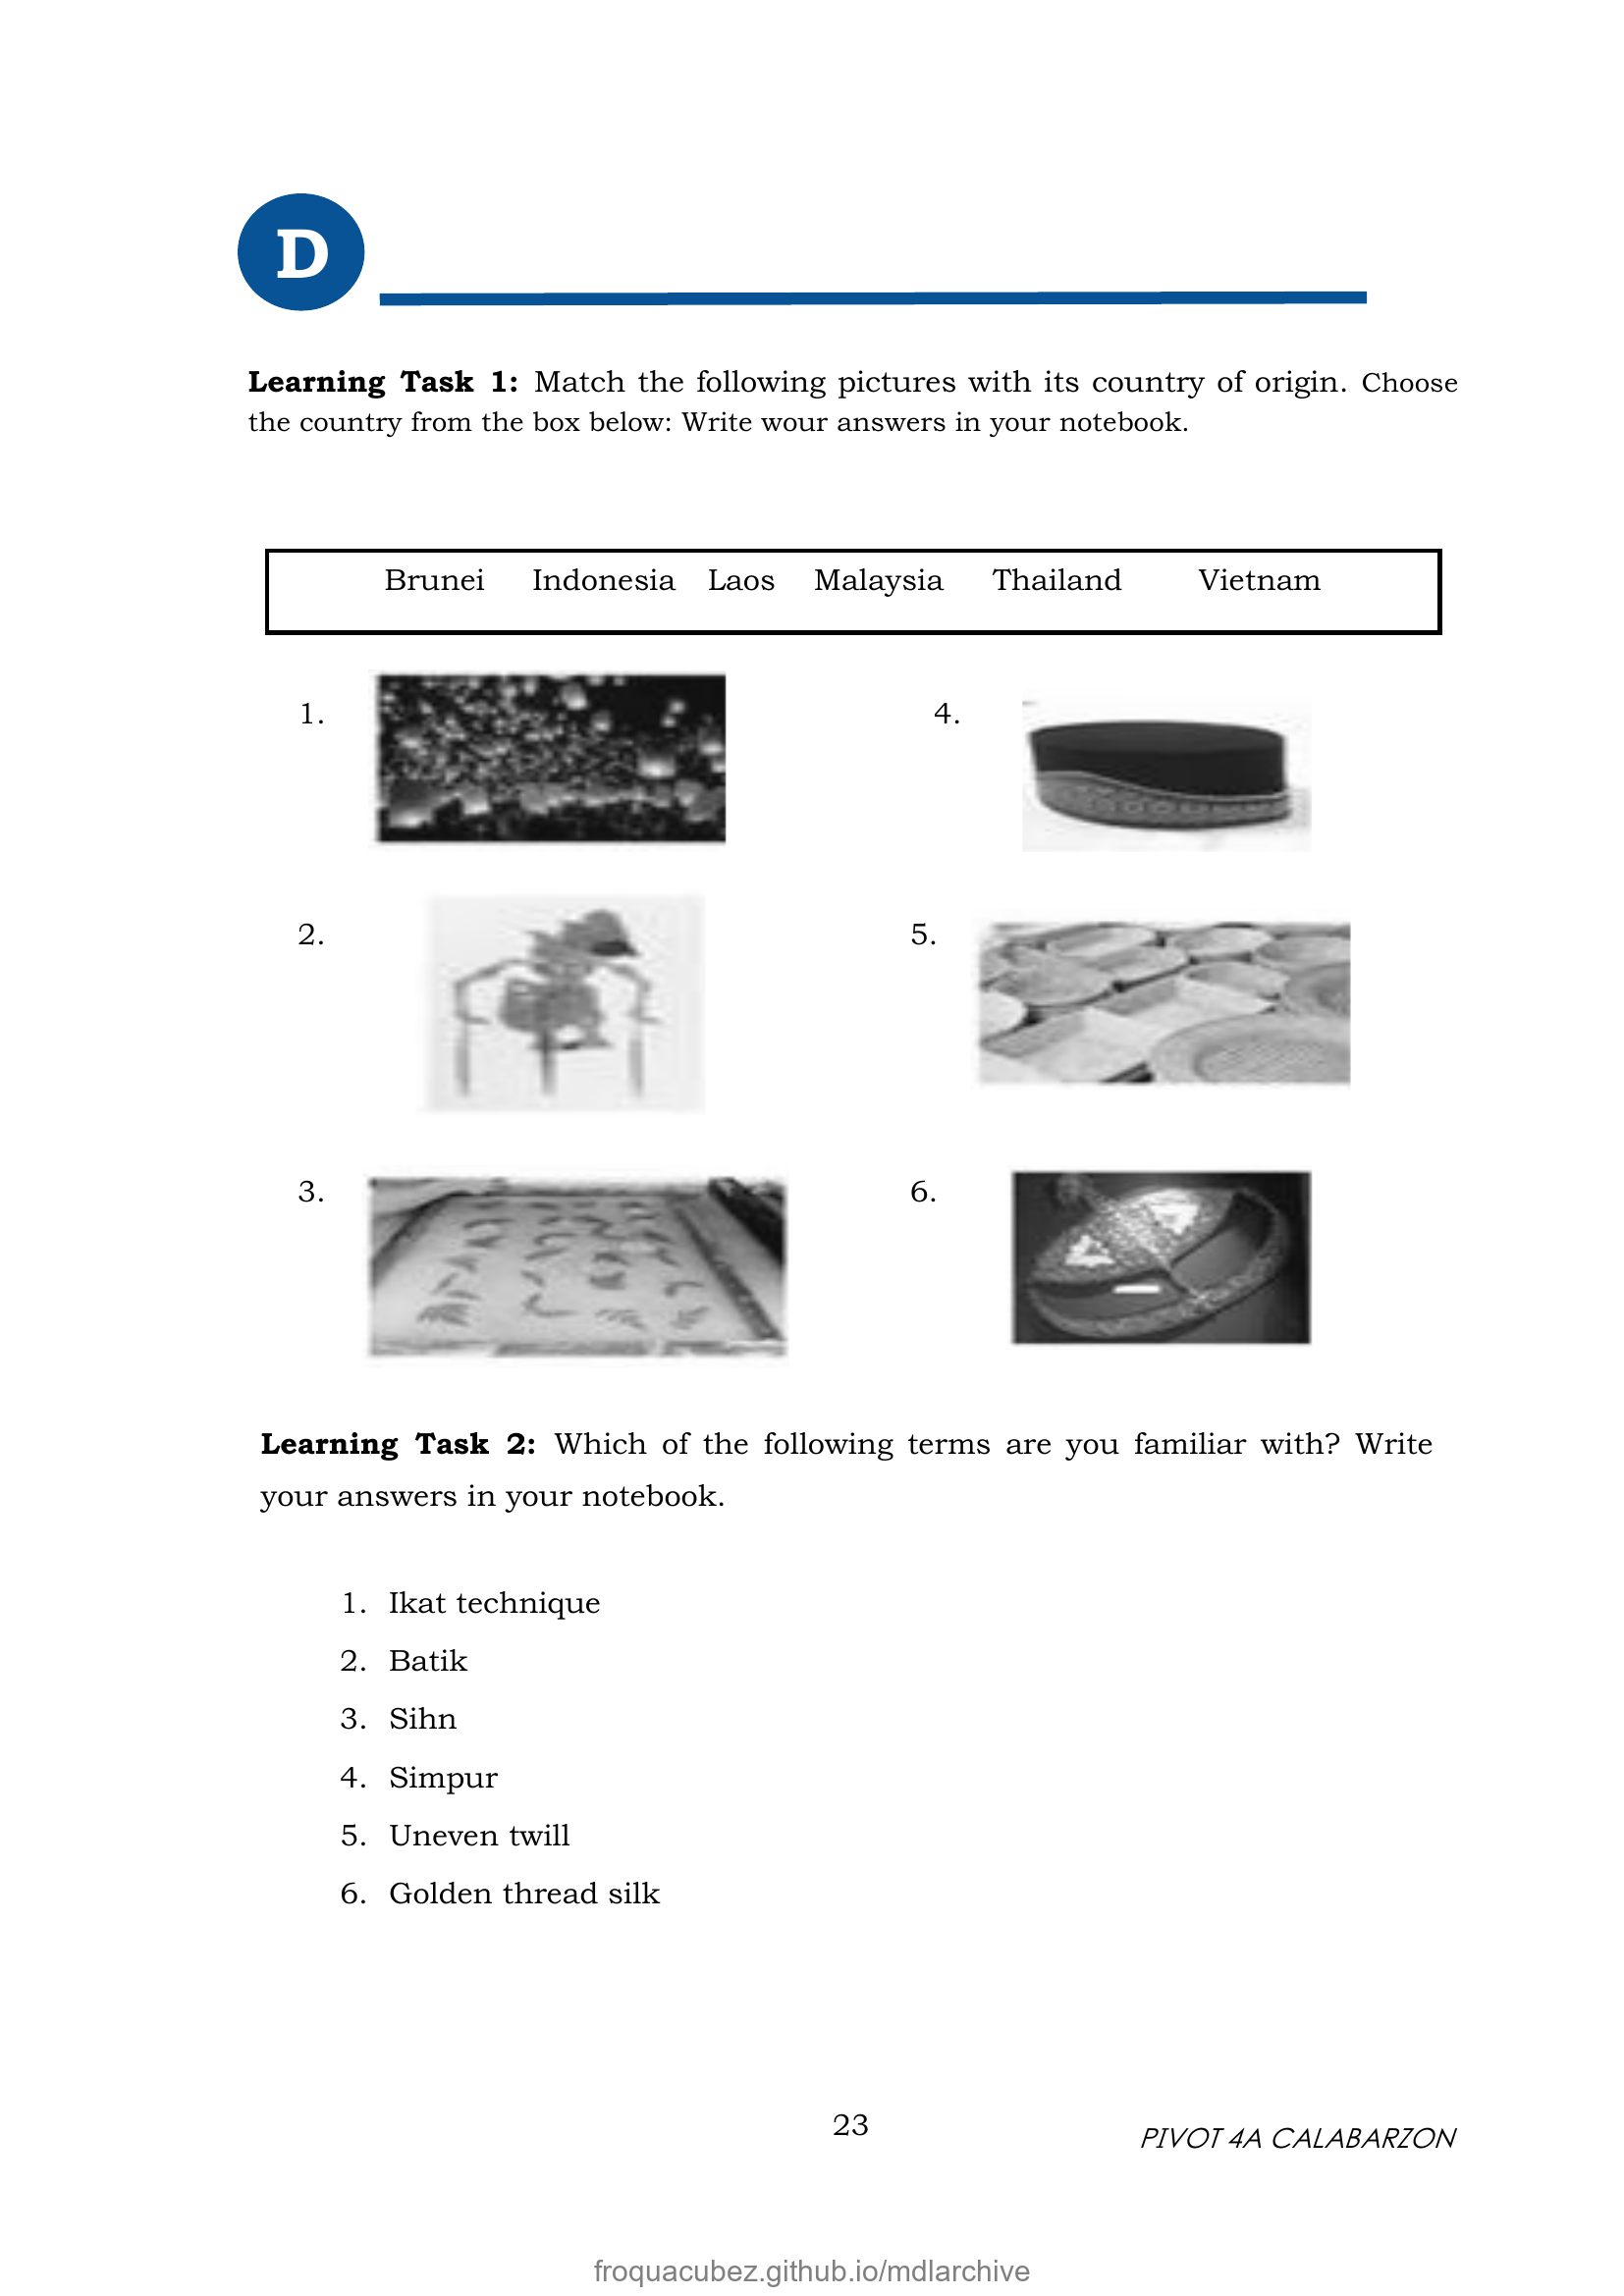 D
Learning Task 1: Match the following pictures with its country of origin. Choose
the country from the box below: Write wour answers in your notebook.
Brunei Indonesia Laos Malaysia Thailand Vietnam
1.
4.
2.
5.
3.
6.
Learning Task 2: Which of the following terms are you familiar with? Write
your answers in your notebook.
1. Ikat technique
2. Batik
3. Sihn
4. Simpur
5. Uneven twill
6. Golden thread silk
23
PIVOT 4A CALABARZON
froquacubez.github.io/mdlarchive